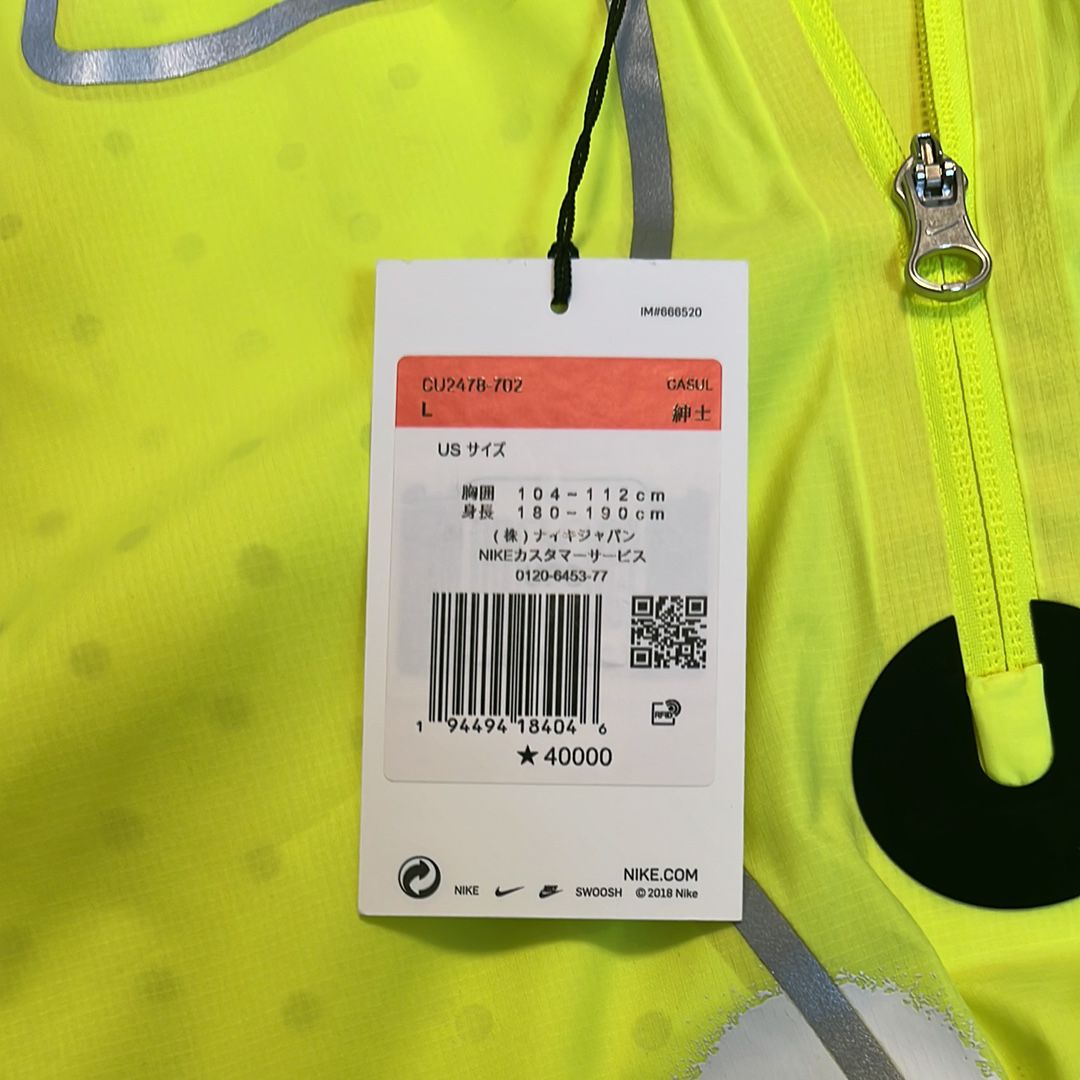 IM#666520
CU2478-702
CASUL
L
紳士
US サイズ
胸囲 104-112cm
身長 180-190cm
(株)ナイキジャパン
NIKEカスタマーサービス
0120-6453-77
RFID
1 94494 18404 6
★40000
NIKE.COM
NIKE SWOOSH ©2018 Nike